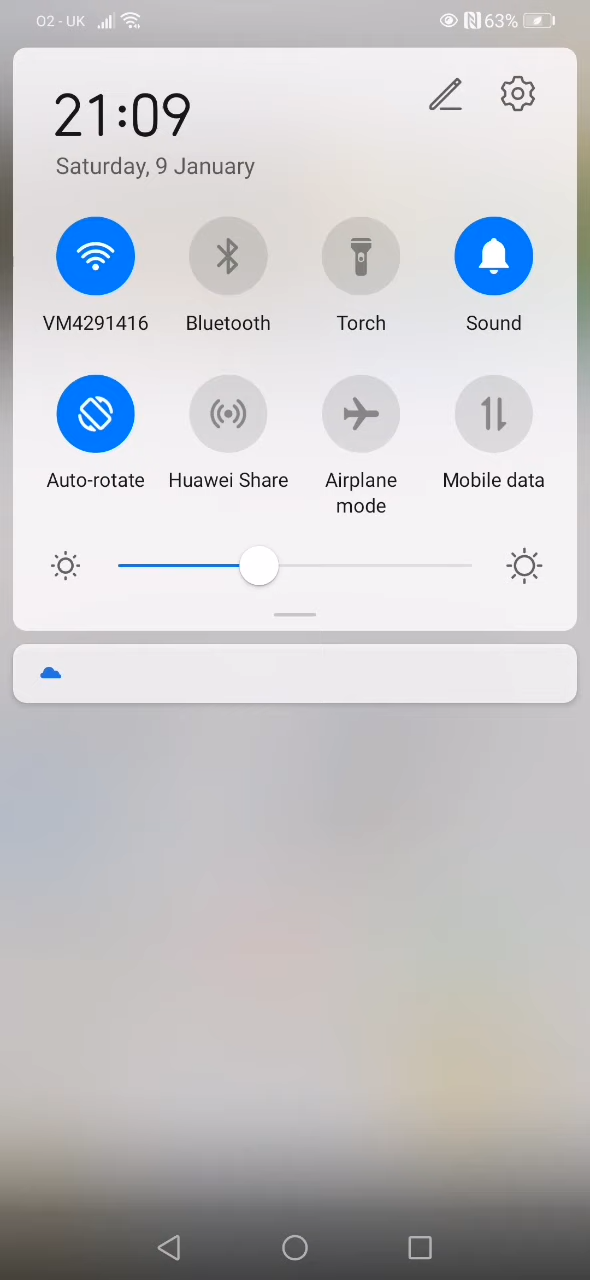 O2 - UK 63%
21:09
Saturday, 9 January
VM4291416 Bluetooth Torch Sound
Auto-rotate Huawei Share Airplane mode Mobile data